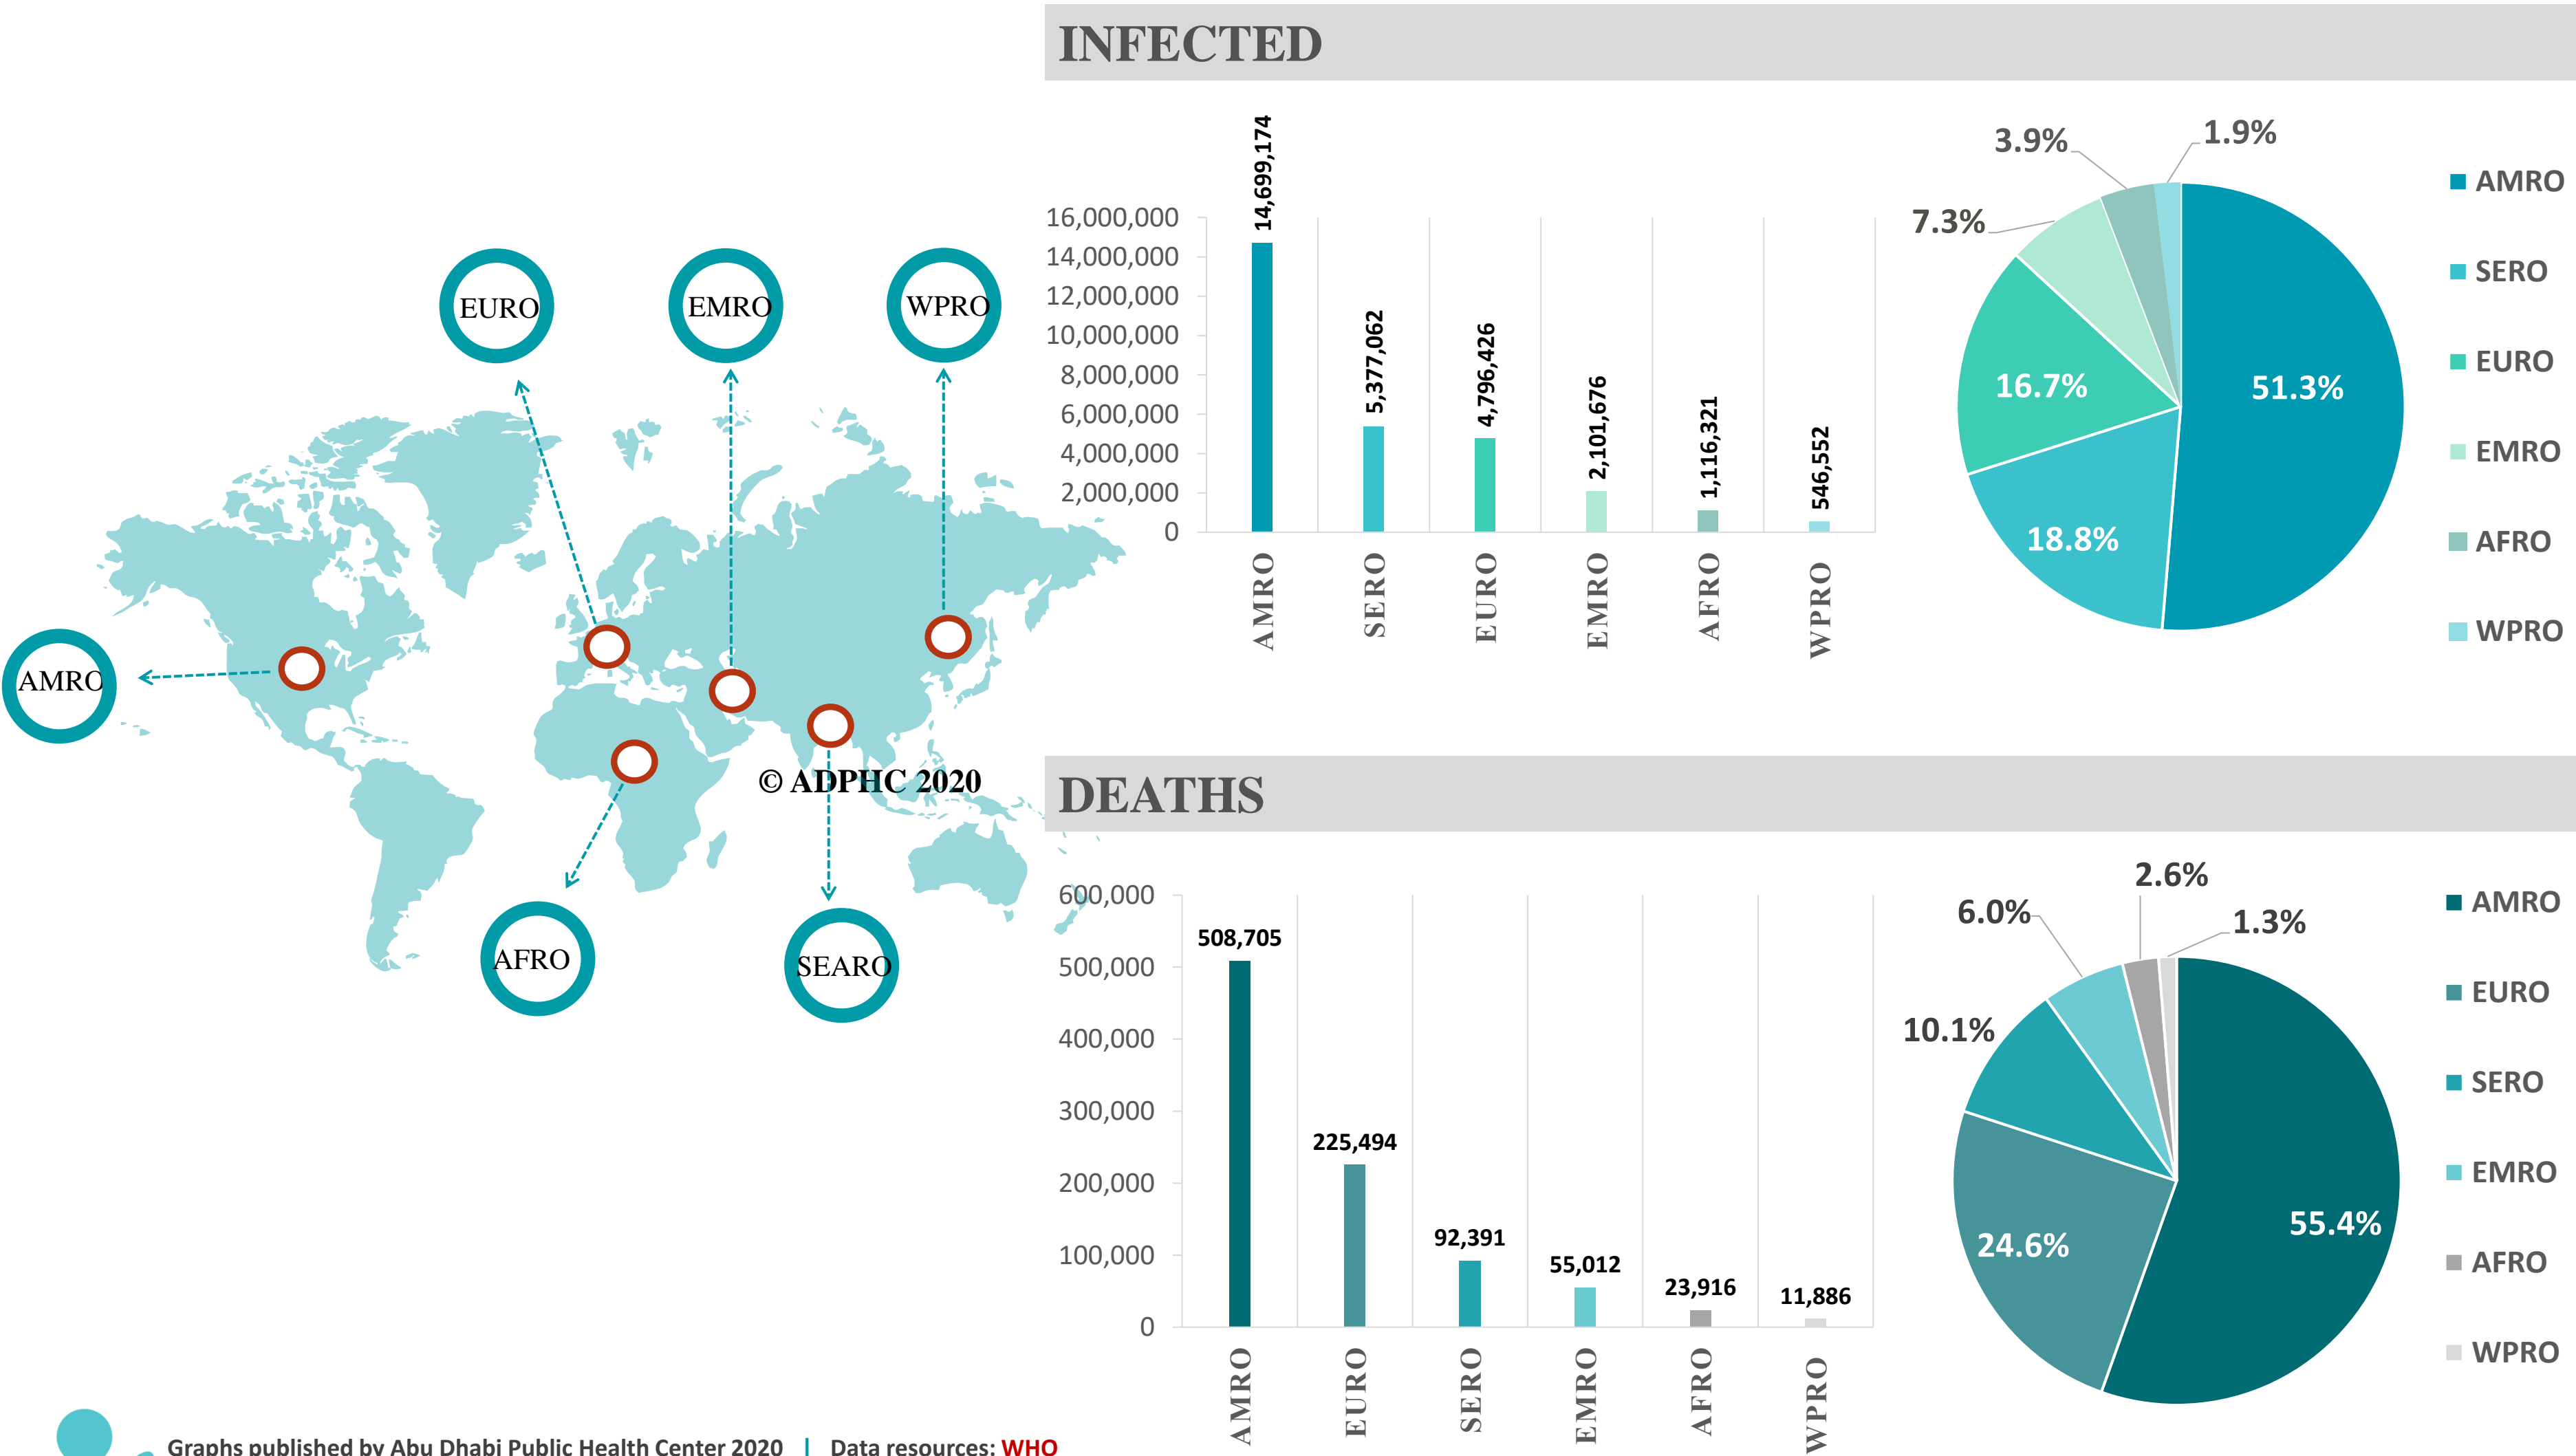 INFECTED
14,699,174
5,377,062
4,796,426
2,101,676
1,116,321
546,552
16,000,000
14,000,000
12,000,000
10,000,000
8,000,000
6,000,000
4,000,000
2,000,000
0
AMRO
SERO
EURO
EMRO
AFRO
WPRO
3.9%
1.9%
7.3%
16.7%
51.3%
18.8%
AMRO
SERO
EURO
EMRO
AFRO
WPRO
EURO
EMRO
WPRO
AMRO
© ADPHC 2020
AFRO
SEARO
DEATHS
600,000
500,000
400,000
300,000
200,000
100,000
0
508,705
225,494
92,391
55,012
23,916
11,886
AMRO
EURO
SERO
EMRO
AFRO
WPRO
2.6%
6.0%
1.3%
10.1%
55.4%
24.6%
AMRO
EURO
SERO
EMRO
AFRO
WPRO
Graphs published by Abu Dhabi Public Health Center 2020 | Data resources: WHO